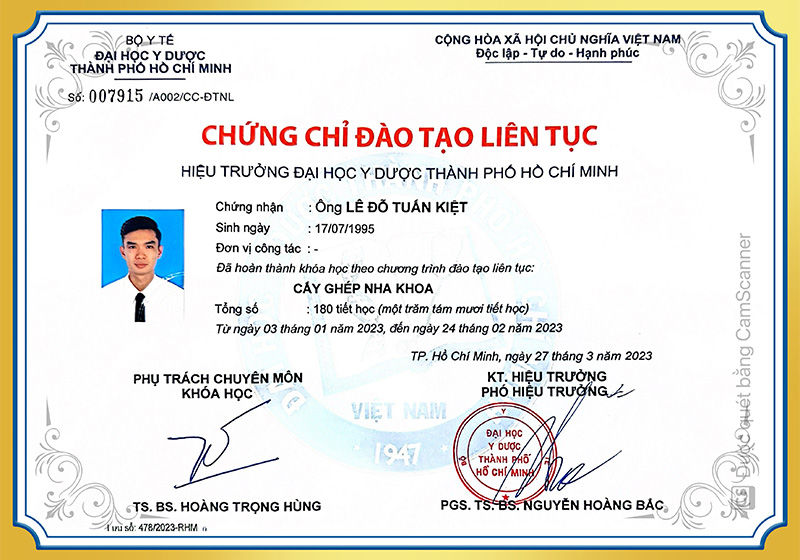 BỘ Y TẾ
ĐẠI HỌC Y DƯỢC
THÀNH PHỐ HỒ CHÍ MINH
Số: 007915 /A002/CC-ĐTNL
CỘNG HÒA XÃ HỘI CHỦ NGHĨA VIỆT NAM
Độc lập - Tự do - Hạnh phúc
CHỨNG CHỈ ĐÀO TẠO LIÊN TỤC
HIỆU TRƯỞNG ĐẠI HỌC Y DƯỢC THÀNH PHỐ HỒ CHÍ MINH
Chứng nhận : Ông LÊ ĐỖ TUẤN KIỆT
Sinh ngày : 17/07/1995
Đơn vị công tác : -
Đã hoàn thành khóa học theo chương trình đào tạo liên tục:
CẤY GHÉP NHA KHOA
Tổng số : 180 tiết học (một trăm tám mươi tiết học)
Từ ngày 03 tháng 01 năm 2023, đến ngày 24 tháng 02 năm 2023
TP. Hồ Chí Minh, ngày 27 tháng 3 năm 2023
PHỤ TRÁCH CHUYÊN MÔN
KHÓA HỌC
KT. HIỆU TRƯỞNG
PHÓ HIỆU TRƯỞNG
VIỆT NAM
1947
ĐẠI HỌC
Y DƯỢC
THÀNH PHỐ
HỒ CHÍ MINH
TS. BS. HOÀNG TRỌNG HÙNG
PGS. TS. BS. NGUYỄN HOÀNG BẮC
Lưu số: 478/2023-RHM
Được quét bằng CamScanner
CS